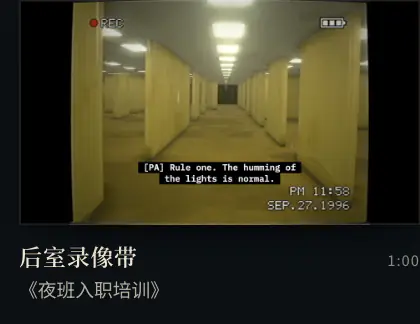 REC
[PA] Rule one. The humming of
the lights is normal.
PM 11:58
SEP.27.1996
后室录像带
1:00
《夜班入职培训》